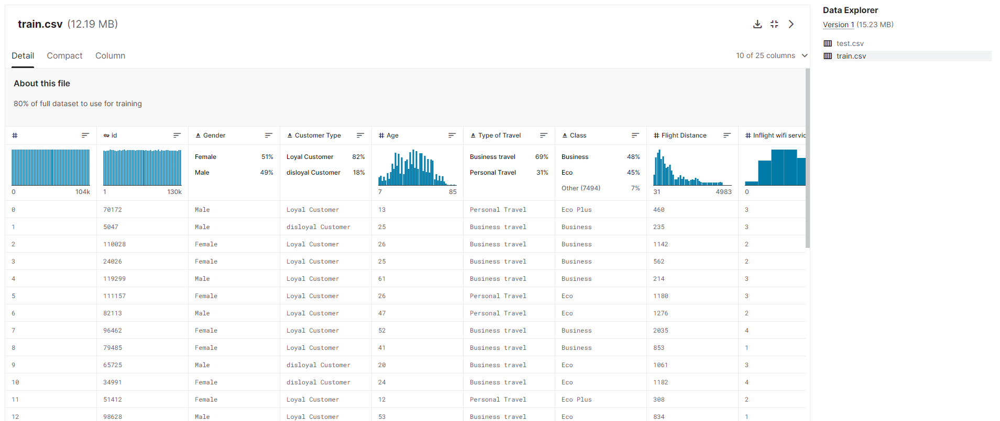 train.csv (12.19 MB)
Detail Compact Column
10 of 25 columns
About this file
80% of full dataset to use for training
# id Gender Customer Type # Age Type of Travel Class # Flight Distance # Inflight wifi servic
Female 51% Loyal Customer 82% Business travel 69% Business 48%
Male 49% disloyal Customer 18% Personal Travel 31% Eco 45%
Other (7494) 7%
0 104k 1 130k 7 85 31 4983 0
0 70172 Male Loyal Customer 13 Personal Travel Eco Plus 460 3
1 5047 Male disloyal Customer 25 Business travel Business 235 3
2 110028 Female Loyal Customer 26 Business travel Business 1142 2
3 24026 Female Loyal Customer 25 Business travel Business 562 2
4 119299 Male Loyal Customer 61 Business travel Business 214 3
5 111157 Female Loyal Customer 26 Personal Travel Eco 1180 3
6 82113 Male Loyal Customer 47 Personal Travel Eco 1276 2
7 96462 Female Loyal Customer 52 Business travel Business 2035 4
8 79485 Female Loyal Customer 41 Business travel Business 853 1
9 65725 Male disloyal Customer 20 Business travel Eco 1061 3
10 34991 Female disloyal Customer 24 Business travel Eco 1182 4
11 51412 Female Loyal Customer 12 Personal Travel Eco Plus 308 2
12 98628 Male Loyal Customer 53 Business travel Eco 834 1
Data Explorer
Version 1 (15.23 MB)
test.csv
train.csv